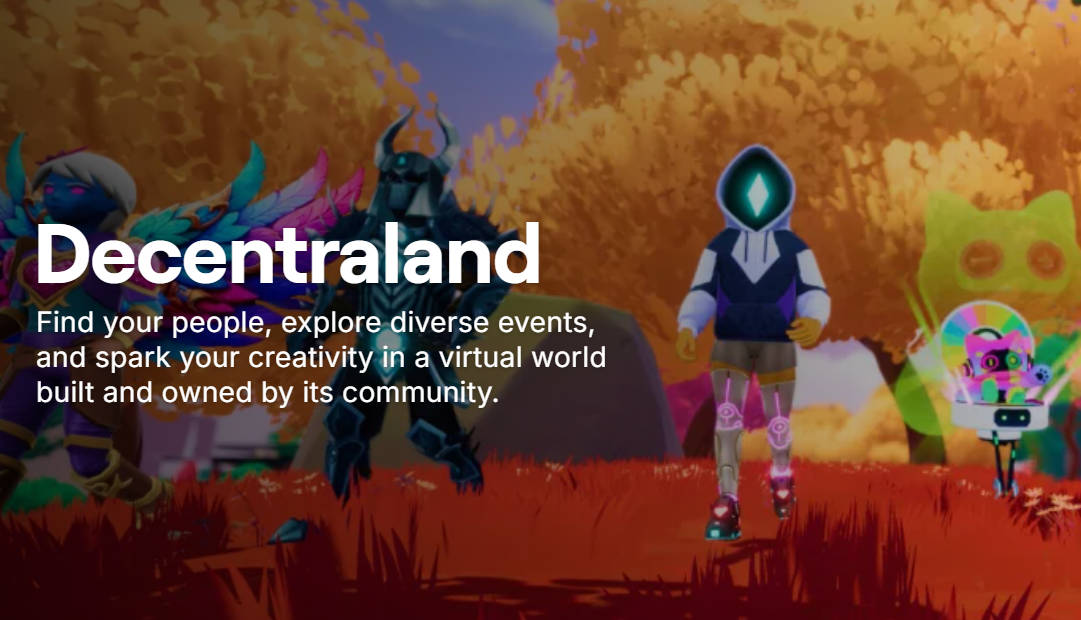 Decentraland
Find your people, explore diverse events,
and spark your creativity in a virtual world
built and owned by its community.